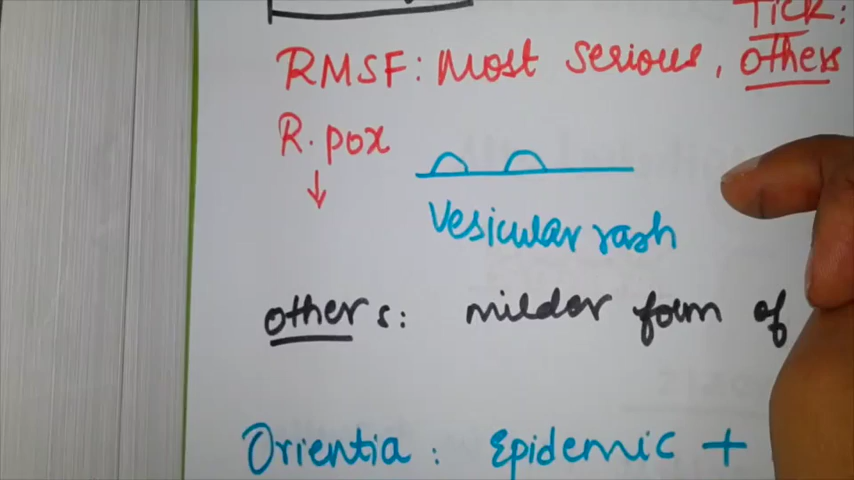 Tick:
RMSF: Most serious, others
R. pox
Vesicular rash
others: milder form of
Orientia: Epidemic +